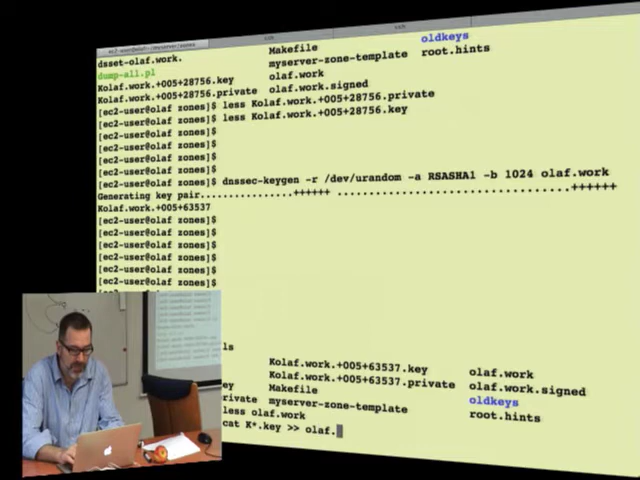 dsset-olaf.work. Makefile oldkeys
dump-all.pl myserver-zone-template root.hints
Kolaf.work.+005+28756.key olaf.work
Kolaf.work.+005+28756.private olaf.work.signed
[ec2-user@olaf zones]$ less Kolaf.work.+005+28756.private
[ec2-user@olaf zones]$ less Kolaf.work.+005+28756.key
[ec2-user@olaf zones]$
[ec2-user@olaf zones]$
[ec2-user@olaf zones]$
[ec2-user@olaf zones]$
[ec2-user@olaf zones]$ dnssec-keygen -r /dev/urandom -a RSASHA1 -b 1024 olaf.work
Generating key pair...............++++++ ...................................++++++
Kolaf.work.+005+63537
[ec2-user@olaf zones]$
[ec2-user@olaf zones]$
[ec2-user@olaf zones]$
[ec2-user@olaf zones]$
[ec2-user@olaf zones]$
[ec2-user@olaf zones]$
ls
Kolaf.work.+005+63537.key olaf.work
Kolaf.work.+005+63537.private olaf.work.signed
ey Makefile oldkeys
rivate myserver-zone-template root.hints
less olaf.work
cat K*.key >> olaf.